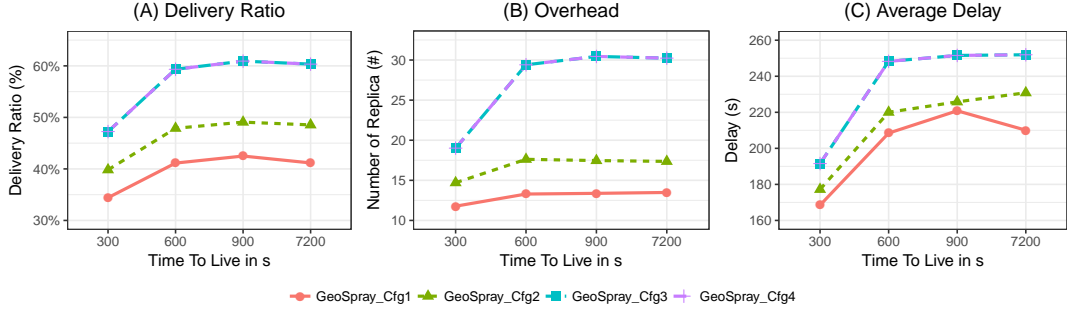 (A) Delivery Ratio
Delivery Ratio (%)
60%
50%
40%
30%
300 600 900 7200
Time To Live in s
(B) Overhead
Number of Replica (#)
30
25
20
15
10
300 600 900 7200
Time To Live in s
(C) Average Delay
Delay (s)
260
240
220
200
180
160
300 600 900 7200
Time To Live in s
GeoSpray_Cfg1 GeoSpray_Cfg2 GeoSpray_Cfg3 GeoSpray_Cfg4